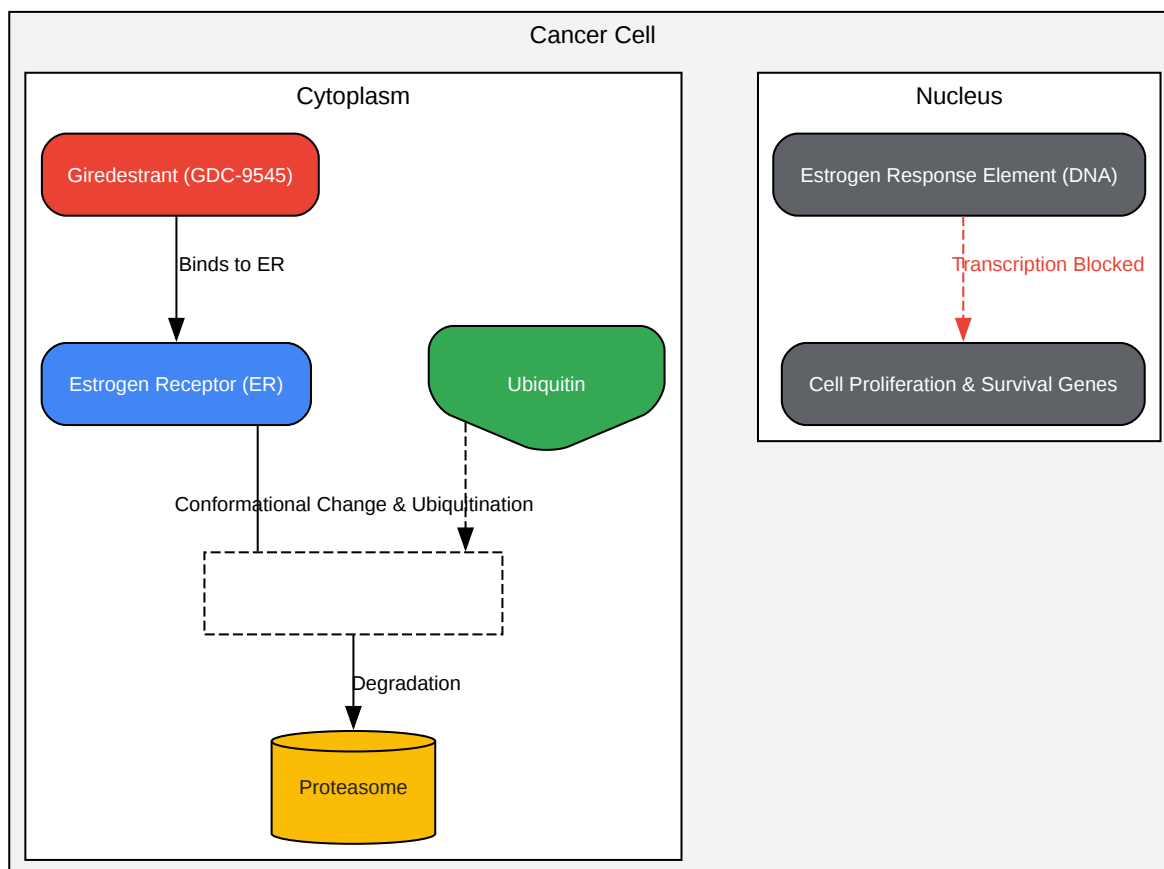 Cancer Cell
Cytoplasm
Giredestrant (GDC-9545)
Binds to ER
Estrogen Receptor (ER)
Ubiquitin
Conformational Change & Ubiquitination
Degradation
Proteasome
Nucleus
Estrogen Response Element (DNA)
Transcription Blocked
Cell Proliferation & Survival Genes